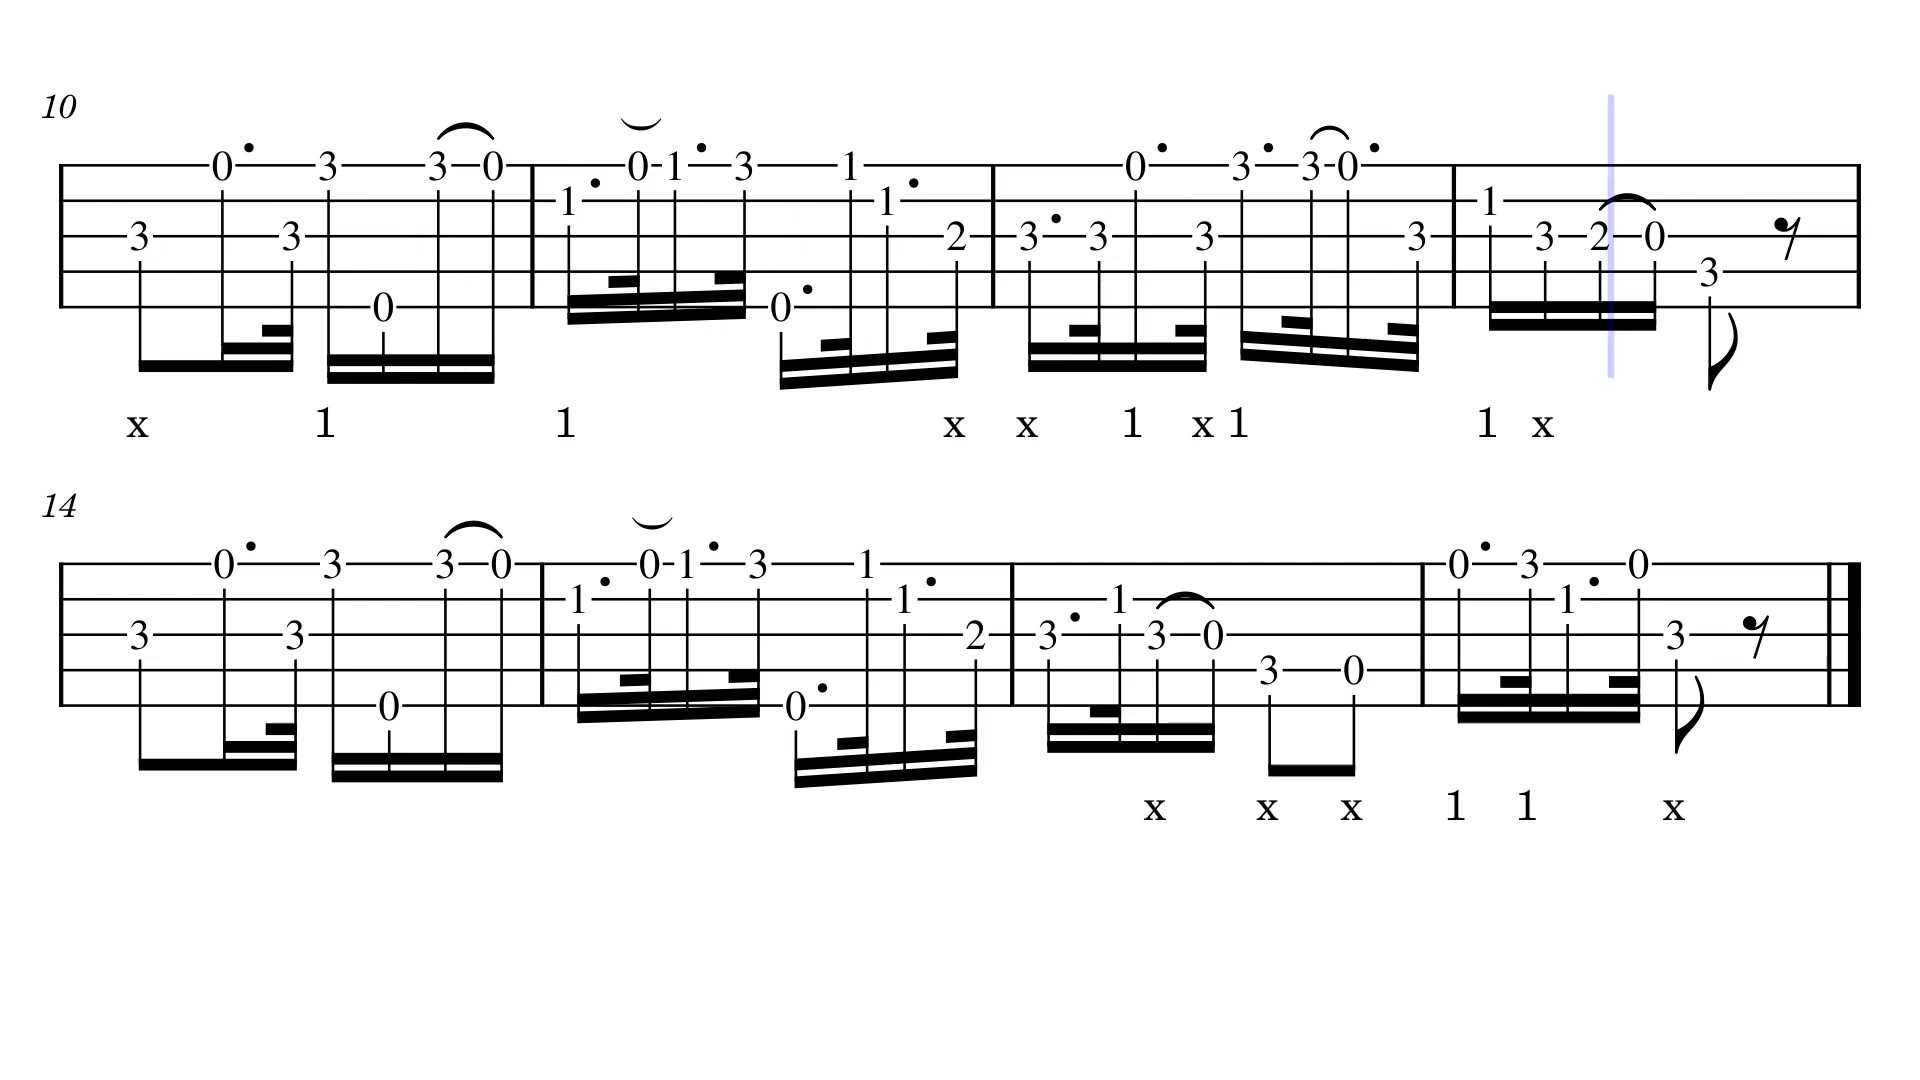 10
0 3 3 0 0 1 3 1 0 3 3 0
1 1 1
3 3 2 3 3 3 3 3 2 0
3
0 0
x 1 1 x x 1 x 1 1 x
14
0 3 3 0 0 1 3 1 0 3 0
1 1 1 1
3 3 2 3 3 0 3
3 0
0 0
x x x 1 1 x